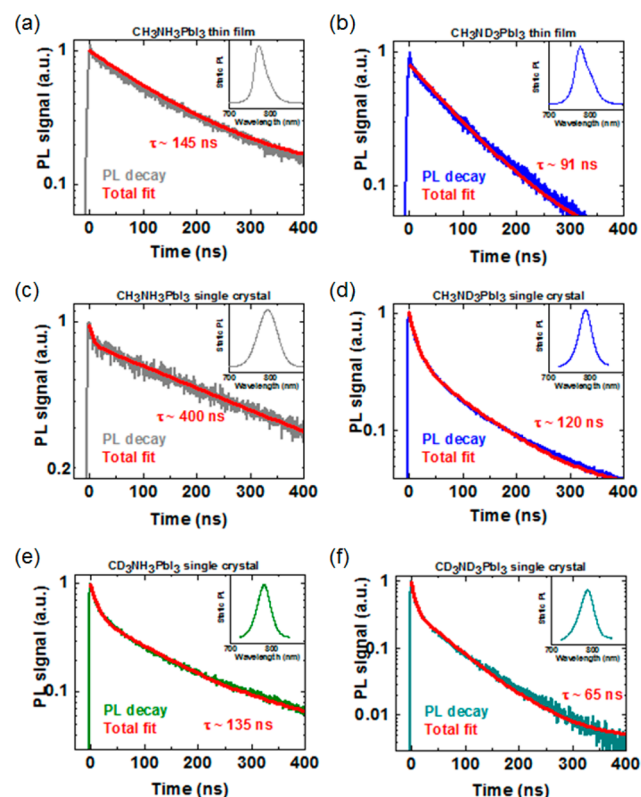 (a)
CH3NH3PbI3 thin film
PL signal (a.u.)
1
0.1
Static PL
700 800
Wavelength (nm)
τ ~ 145 ns
PL decay
Total fit
0 100 200 300 400
Time (ns)
(b)
CH3ND3PbI3 thin film
PL signal (a.u.)
1
0.1
Static PL
700 800
Wavelength (nm)
τ ~ 91 ns
PL decay
Total fit
0 100 200 300 400
Time (ns)
(c)
CH3NH3PbI3 single crystal
PL signal (a.u.)
1
0.2
Static PL
700 800
Wavelength (nm)
τ ~ 400 ns
PL decay
Total fit
0 100 200 300 400
Time (ns)
(d)
CH3ND3PbI3 single crystal
PL signal (a.u.)
1
0.1
Static PL
700 800
Wavelength (nm)
τ ~ 120 ns
PL decay
Total fit
0 100 200 300 400
Time (ns)
(e)
CD3NH3PbI3 single crystal
PL signal (a.u.)
1
0.1
Static PL
700 800
Wavelength (nm)
PL decay
Total fit
τ ~ 135 ns
0 100 200 300 400
Time (ns)
(f)
CD3ND3PbI3 single crystal
PL signal (a.u.)
1
0.1
0.01
Static PL
700 800
Wavelength (nm)
τ ~ 65 ns
PL decay
Total fit
0 100 200 300 400
Time (ns)